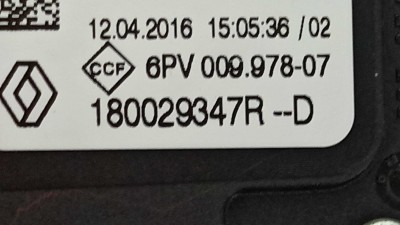 12.04.2016 15:05:36 /02
CCF 6PV 009.978-07
180029347R --D